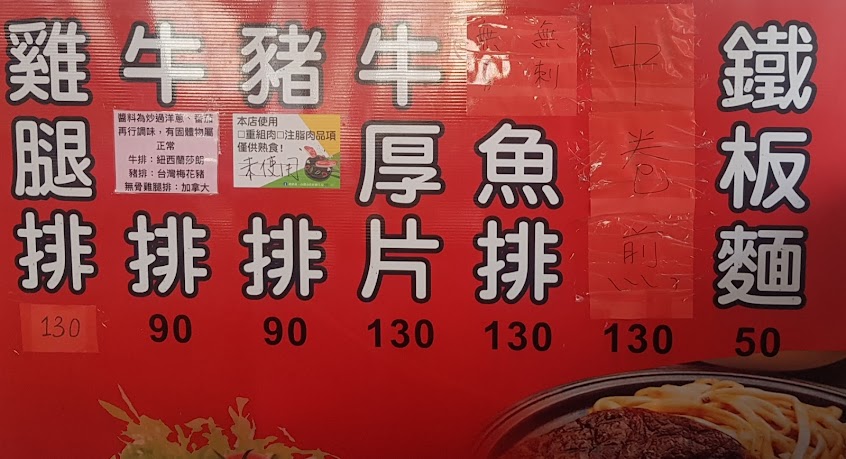 雞腿排
130
牛排
90
醬料為炒過洋蔥、番茄
再行調味，有固體物屬
正常
牛排：紐西蘭莎朗
豬排：台灣梅花豬
無骨雞腿排：加拿大
豬排
90
本店使用
□重組肉□注脂肉品項
僅供熟食！
未使用
牛厚片
130
無刺
無
魚排
130
中卷煎
130
鐵板麵
50